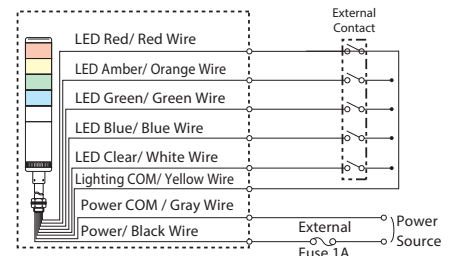 External
Contact
LED Red/ Red Wire
LED Amber/ Orange Wire
LED Green/ Green Wire
LED Blue/ Blue Wire
LED Clear/ White Wire
Lighting COM/ Yellow Wire
Power COM / Gray Wire
Power/ Black Wire
External
Fuse 1A
Power
Source